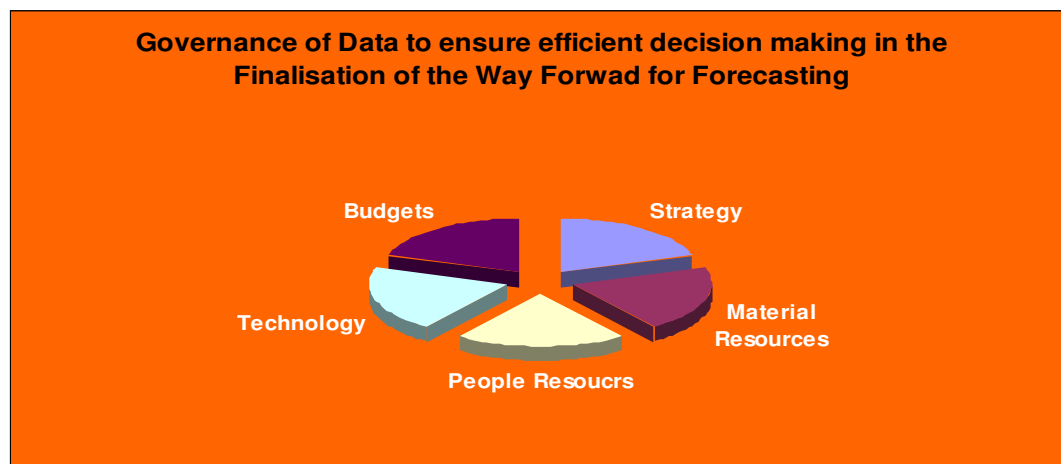 Governance of Data to ensure efficient decision making in the
Finalisation of the Way Forwad for Forecasting
Budgets
Strategy
Technology
Material
Resources
People Resoucrs